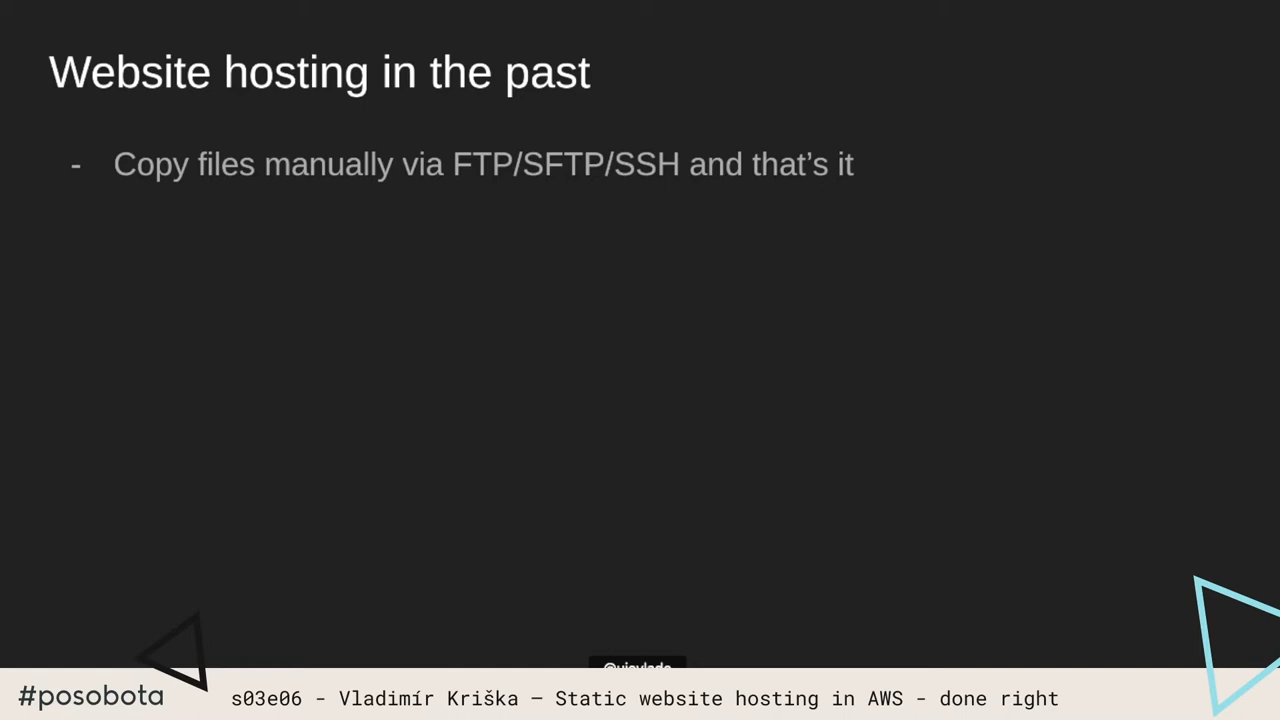 Website hosting in the past
- Copy files manually via FTP/SFTP/SSH and that’s it
#posobota
s03e06 - Vladimír Kriška – Static website hosting in AWS - done right